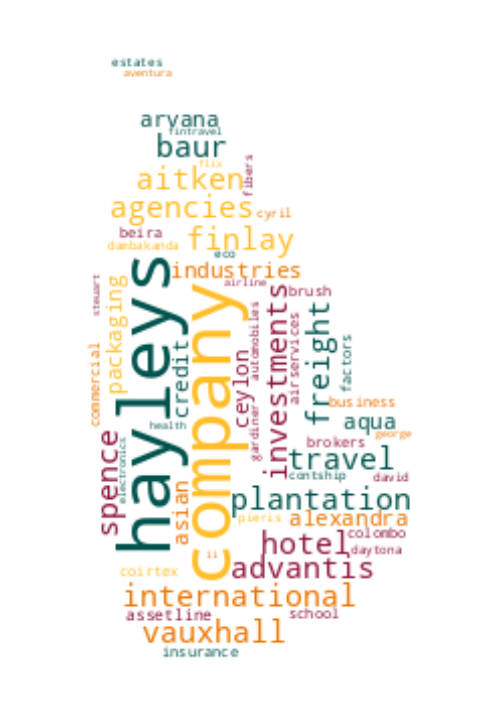 estates
aventura
aryana
fintravel
baur
flix
aitken
fibers
agencies
cyril
beira
finlay
dambakanda
eco
hayleys
industries
airline
company
steuart
packaging
investments
brush
automobiles
airservices
freight
credit
ceylon
factors
commercial
business
gardiner
aqua
health
george
brokers
spence
electronics
travel
contship
david
asian
plantation
pieris
alexandra
colombo
hotel
daytona
ii
coirtex
advantis
international
assetline
school
vauxhall
insurance